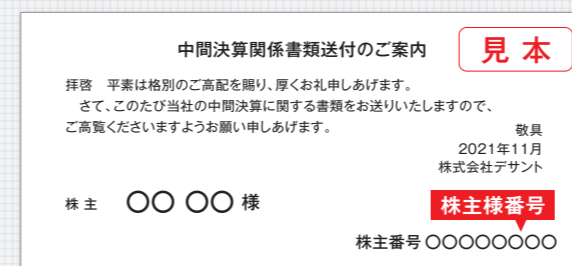 中間決算関係書類送付のご案内
見本
拝啓　平素は格別のご高配を賜り、厚くお礼申しあげます。
さて、このたび当社の中間決算に関する書類をお送りいたしますので、
ご高覧くださいますようお願い申しあげます。
敬具
2021年11月
株式会社デサント
株主　〇〇 〇〇 様
株主様番号
株主番号 〇〇〇〇〇〇〇〇